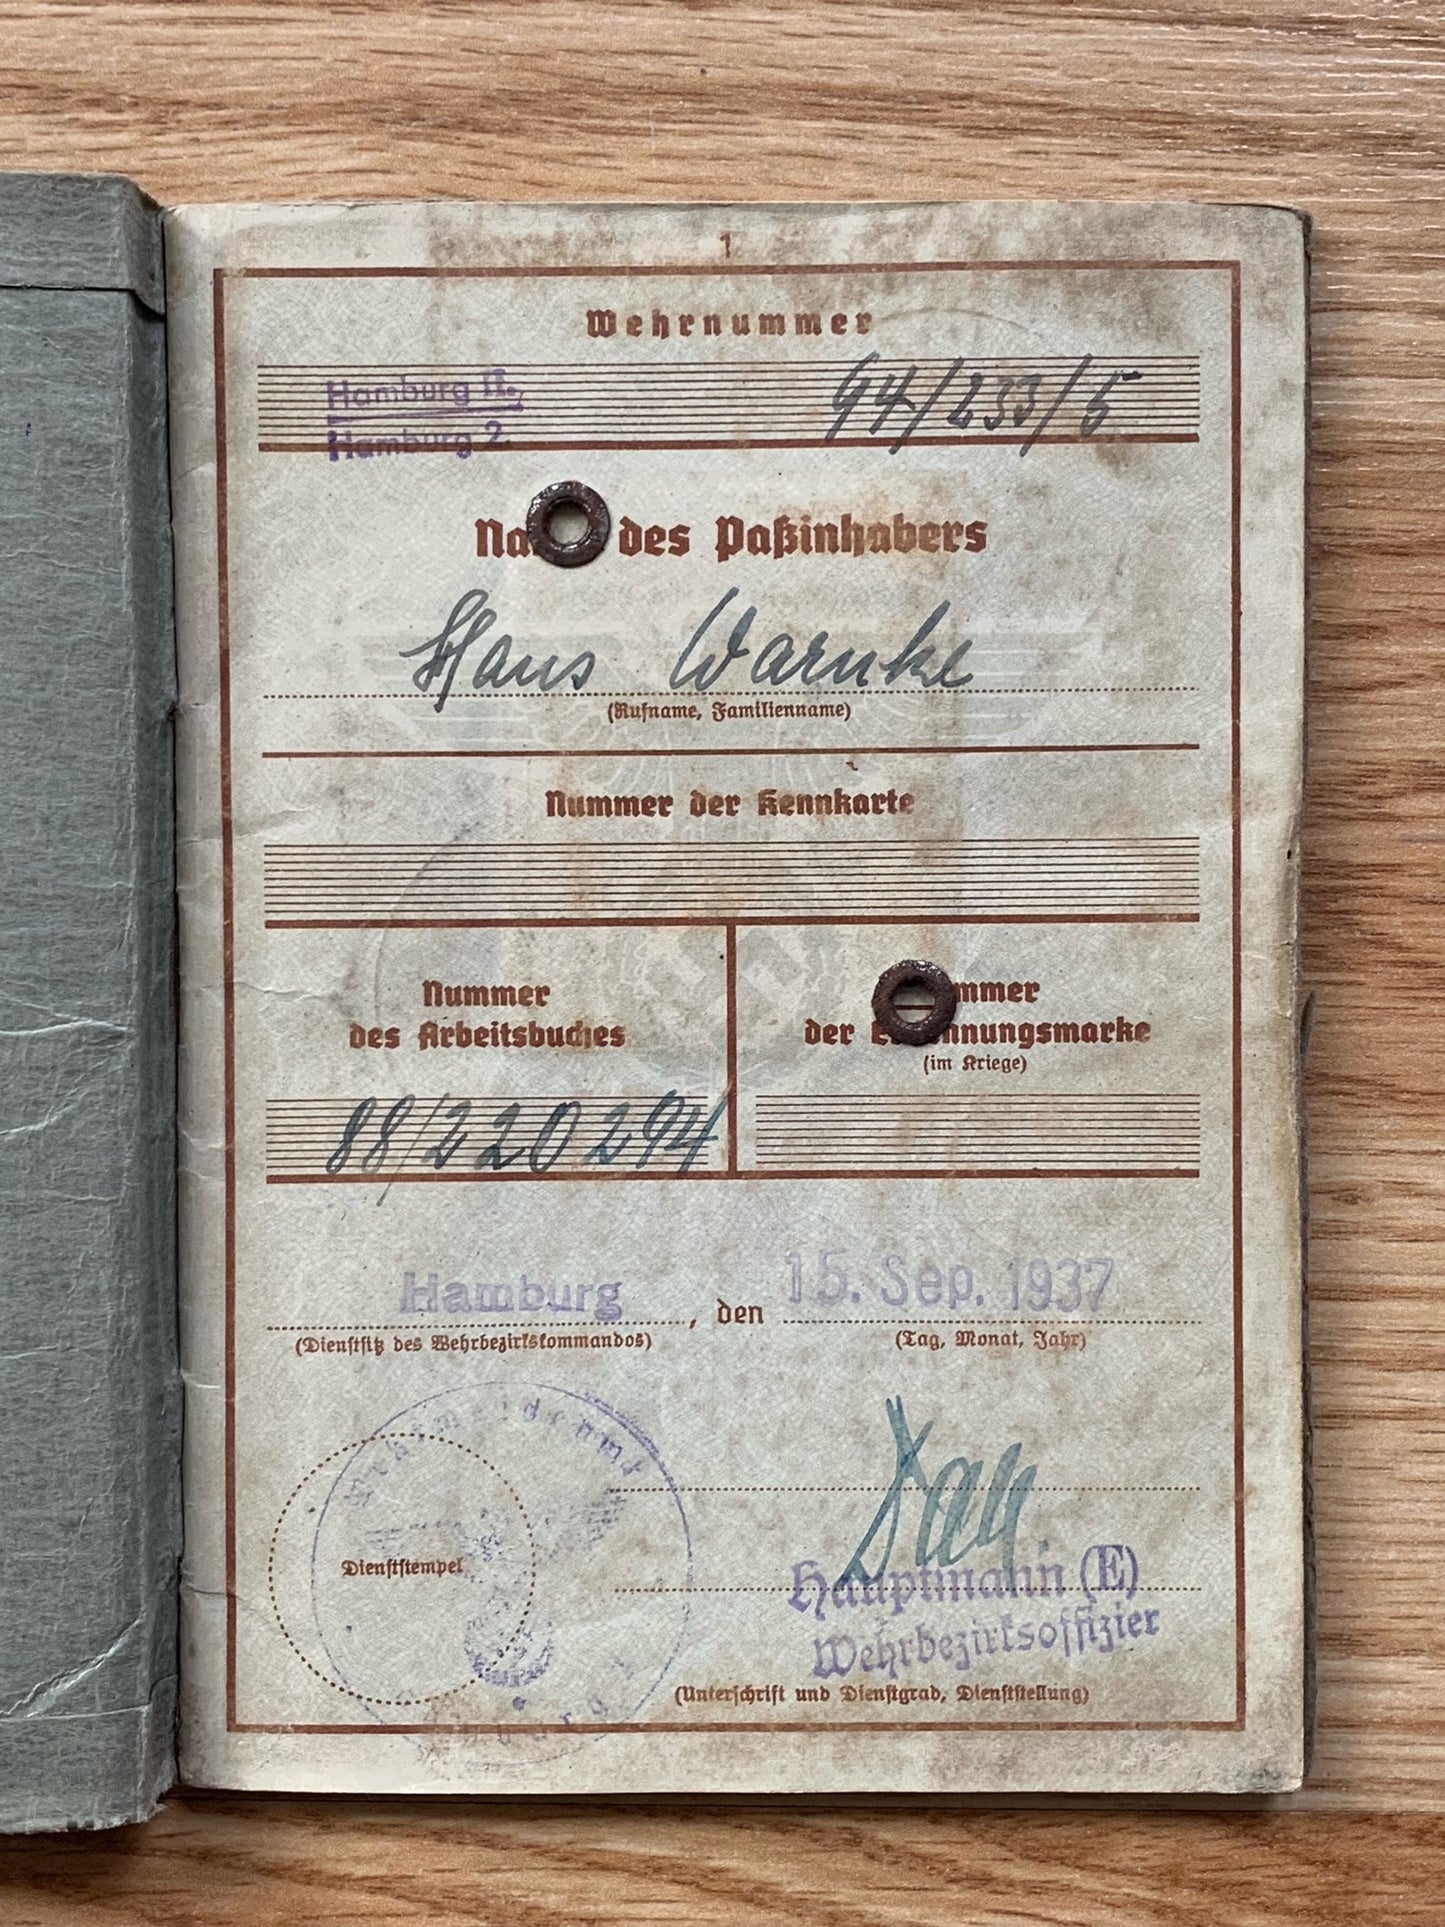 1
Wehrnummer
Hamburg II.
Hamburg 2.
94/233/5
des Paßinhabers
Hans Warnke
(Rufname, Familienname)
Nummer der Kennkarte
Nummer
des Arbeitsbuches
der
(im Kriege)
88/220294
Hamburg, den 15. Sep. 1937
(Dienstsitz des Wehrbezirkskommandos) (Tag, Monat, Jahr)
Wehrmeldeamt
Dienststempel
Hauptmann (E)
Wehrbezirksoffizier
(Unterschrift und Dienstgrad, Dienststellung)